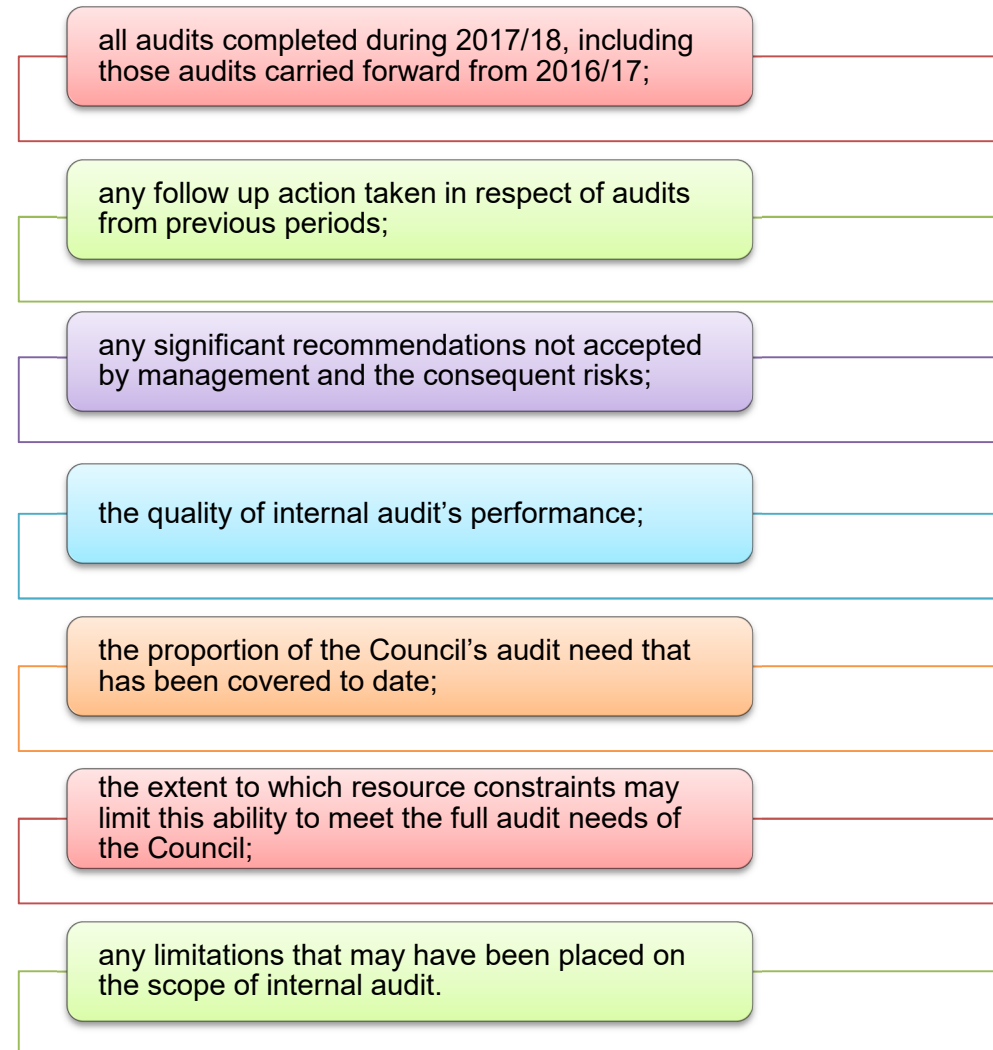 all audits completed during 2017/18, including
those audits carried forward from 2016/17;
any follow up action taken in respect of audits
from previous periods;
any significant recommendations not accepted
by management and the consequent risks;
the quality of internal audit’s performance;
the proportion of the Council’s audit need that
has been covered to date;
the extent to which resource constraints may
limit this ability to meet the full audit needs of
the Council;
any limitations that may have been placed on
the scope of internal audit.